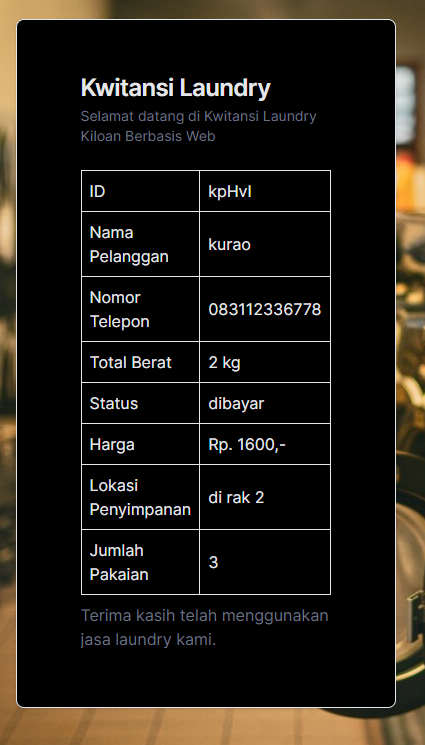 Kwitansi Laundry
Selamat datang di Kwitansi Laundry
Kiloan Berbasis Web
ID kpHvI
Nama
Pelanggan
kurao
Nomor
Telepon
083112336778
Total Berat 2 kg
Status dibayar
Harga Rp. 1600,-
Lokasi
Penyimpanan
di rak 2
Jumlah
Pakaian
3
Terima kasih telah menggunakan
jasa laundry kami.